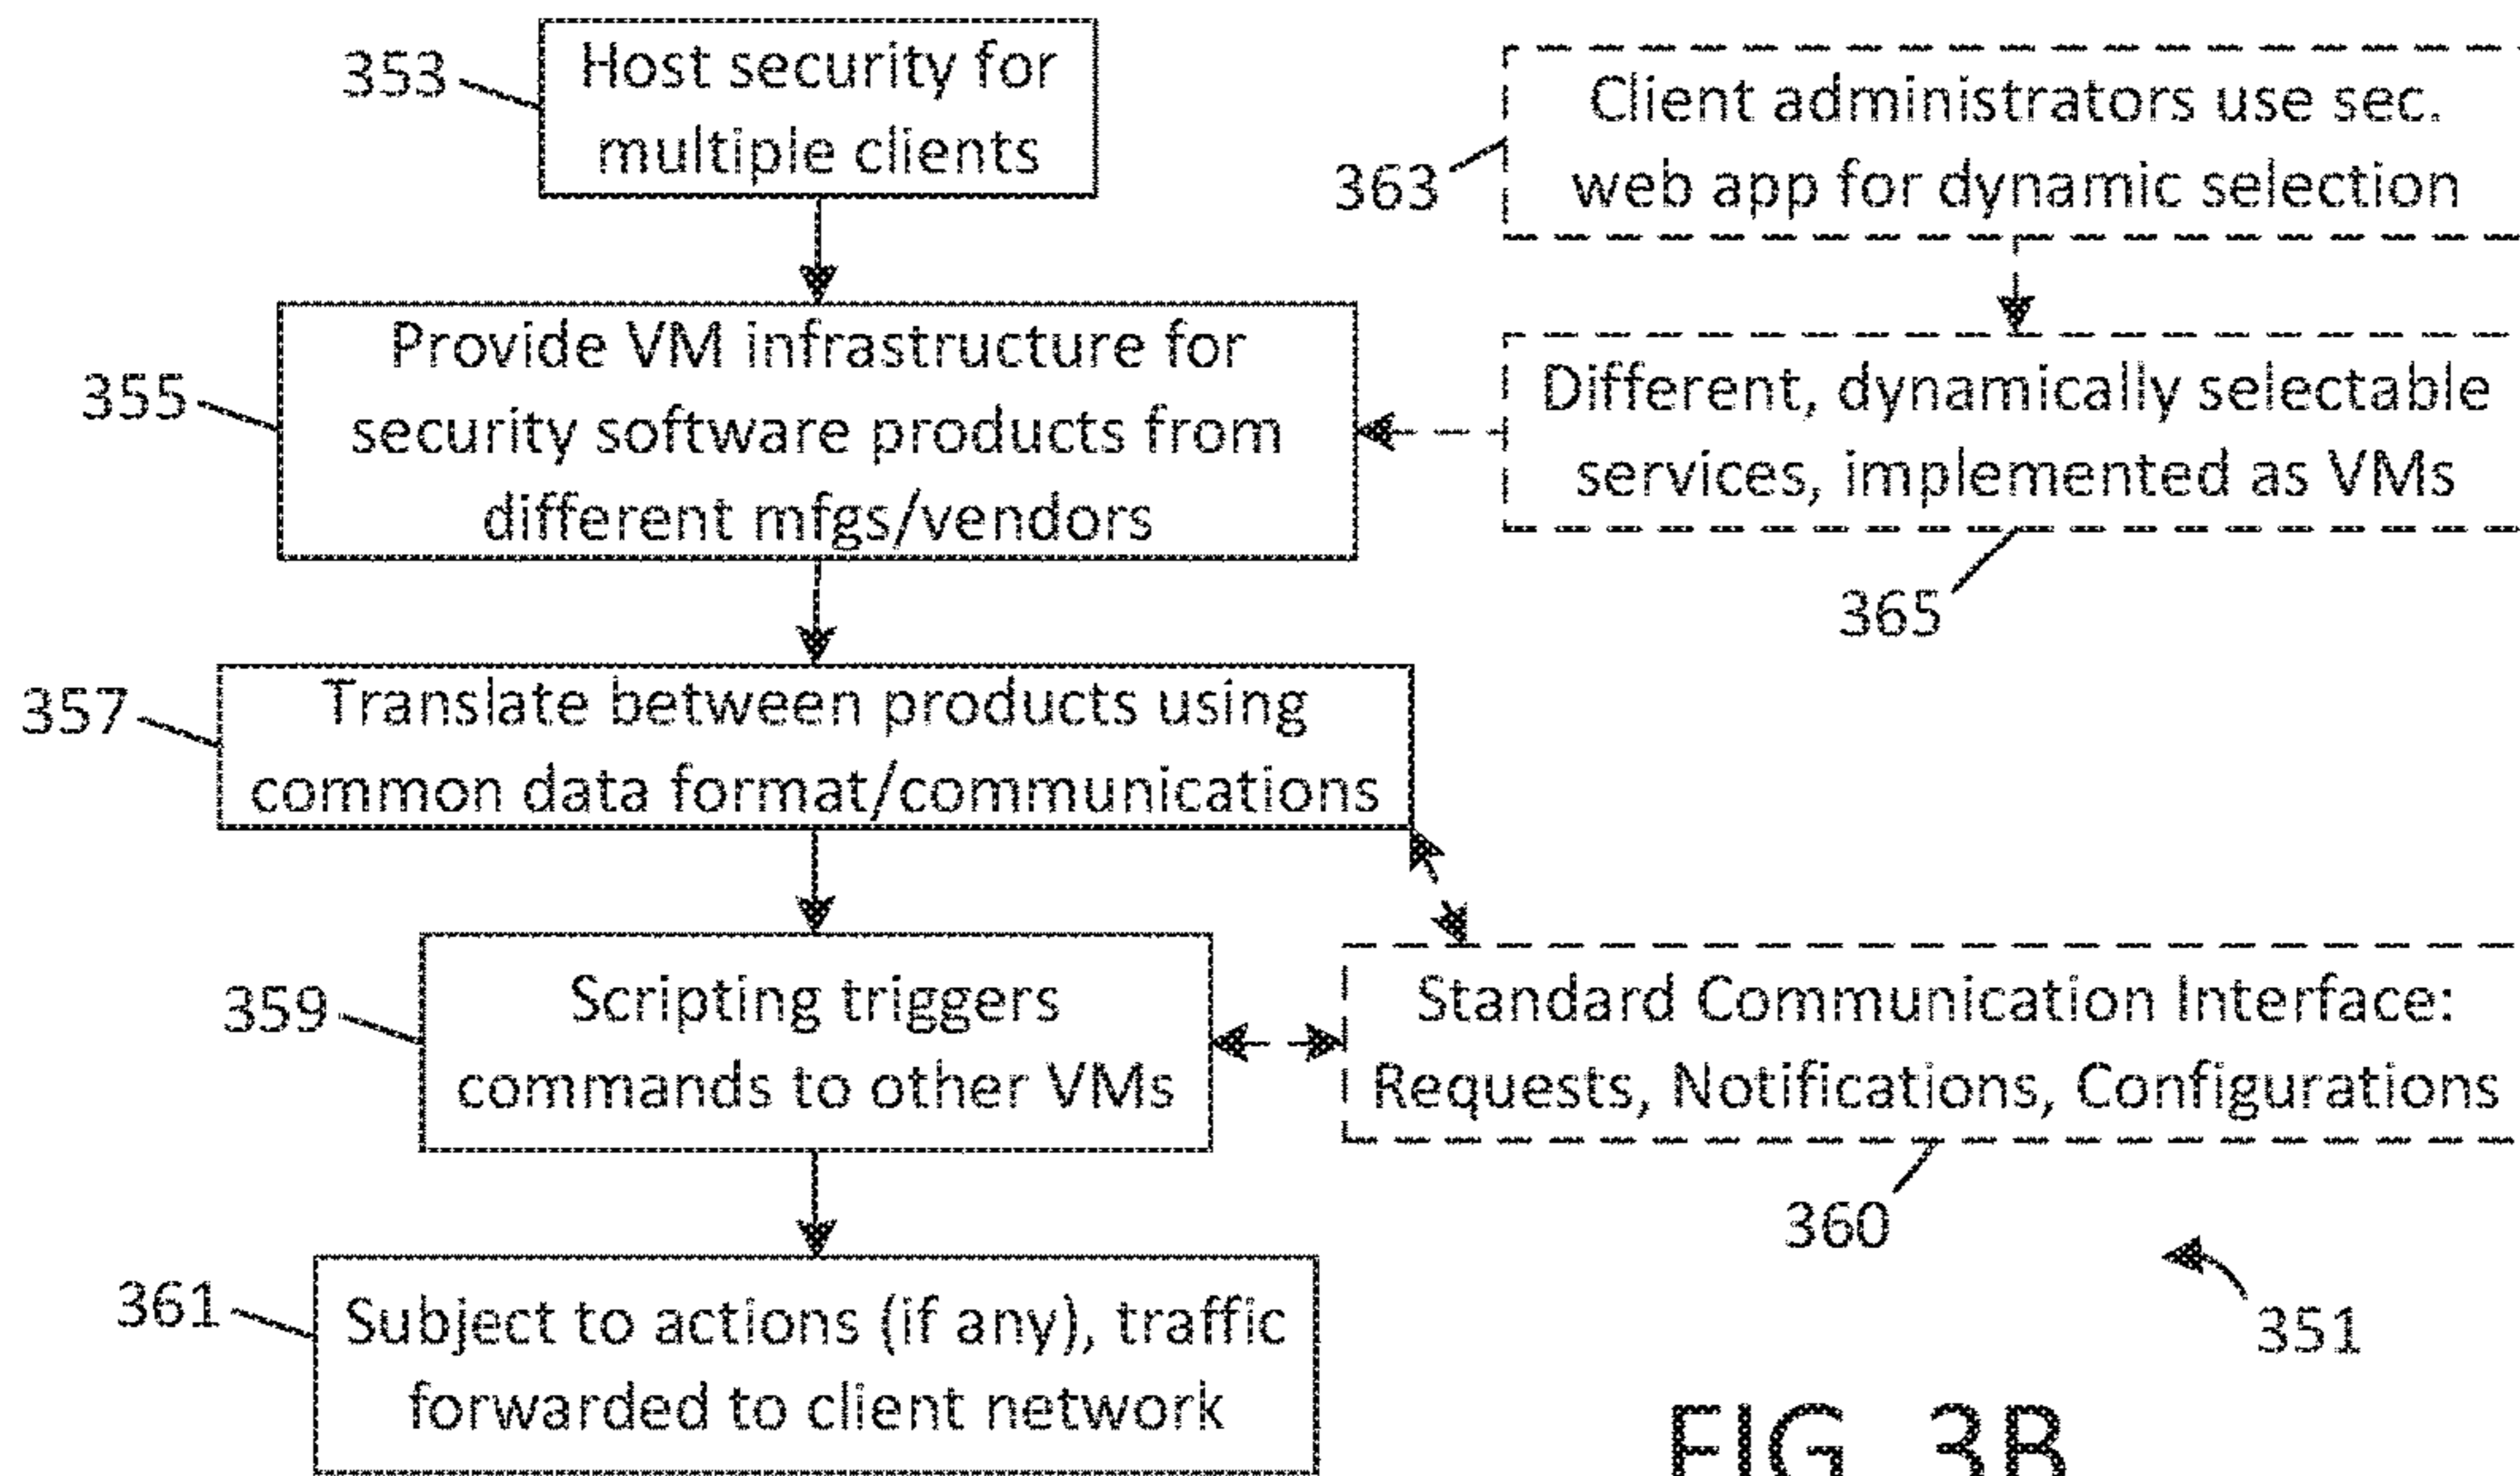 353
Host security for
multiple clients
363
Client administrators use sec.
web app for dynamic selection
355
Provide VM infrastructure for
security software products from
different mfgs/vendors
Different, dynamically selectable
services, implemented as VMs
365
357
Translate between products using
common data format/communications
359
Scripting triggers
commands to other VMs
Standard Communication Interface:
Requests, Notifications, Configurations
360
361
Subject to actions (if any), traffic
forwarded to client network
351
FIG. 3B